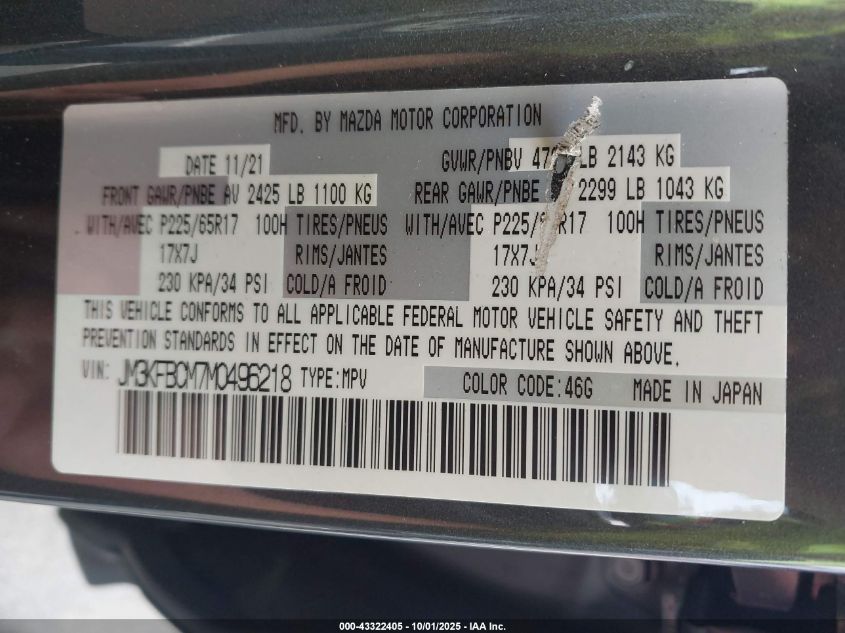 MFD. BY MAZDA MOTOR CORPORATION
DATE 11/21 GVWR/PNBV LB 2143 KG
FRONT GAWR/PNBE AV 2425 LB 1100 KG REAR GAWR/PNBE 2299 LB 1043 KG
WITH/AVEC P225/65R17 100H TIRES/PNEUS WITH/AVEC 100H TIRES/PNEUS
17X7J RIMS/JANTES 17X7J RIMS/JANTES
230 KPA/34 PSI COLD/A FROID 230 KPA/34 PSI COLD/A FROID
THIS VEHICLE CONFORMS TO ALL APPLICABLE FEDERAL MOTOR VEHICLE SAFETY AND THEFT
PREVENTION STANDARDS IN EFFECT ON THE DATE OF MANUFACTURE SHOWN ABOVE.
VIN: JM3KFBCM7M0496218 TYPE:MPV COLOR CODE:46G MADE IN JAPAN
000-43322405 - 10/01/2025 - IAA Inc.